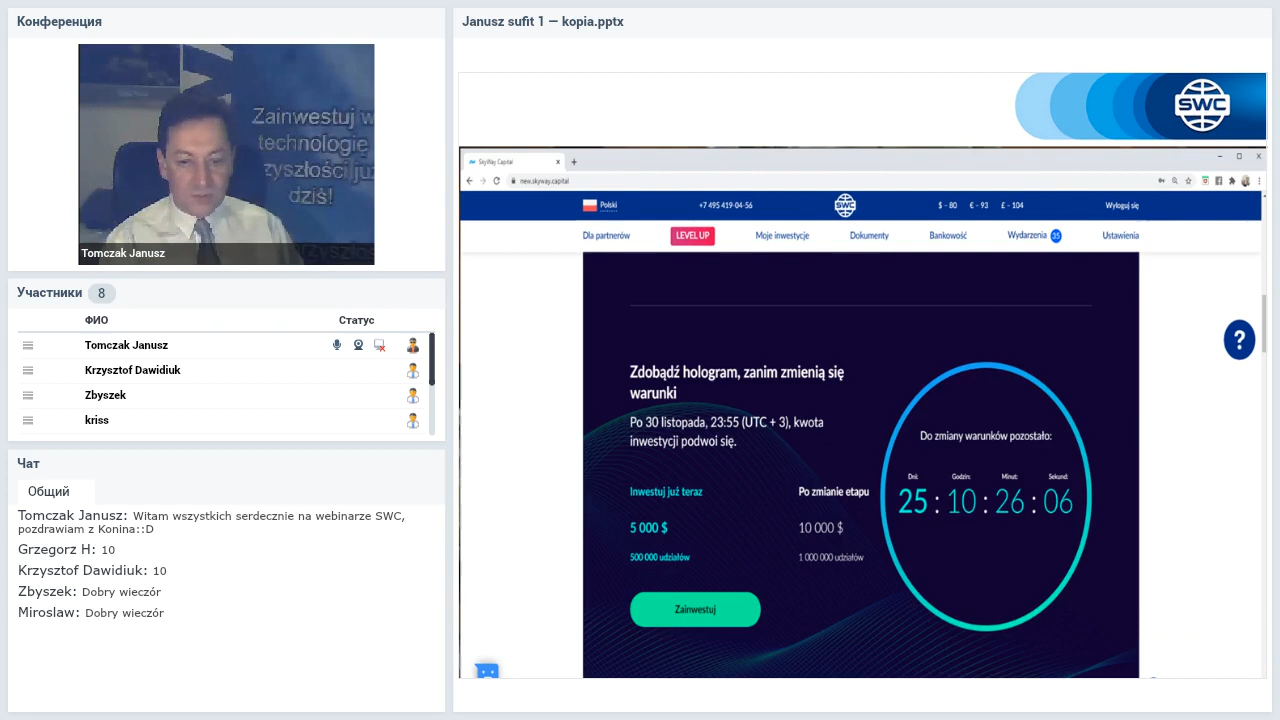 Конференция
Zainwestuj w
technologię
zyszłości już
dziś!
Tomczak Janusz
Участники 8
ФИО Статус
Tomczak Janusz
Krzysztof Dawidiuk
Zbyszek
kriss
Чат
Общий
Tomczak Janusz: Witam wszystkich serdecznie na webinarze SWC,
pozdrawiam z Konina::D
Grzegorz H: 10
Krzysztof Dawidiuk: 10
Zbyszek: Dobry wieczór
Miroslaw: Dobry wieczór
Janusz sufit 1 — kopia.pptx
SWC
SkyWay Capital
new.skyway.capital
Polski +7 495 419-04-56 SWC $ - 80 € - 93 £ - 104 Wyloguj się
Dla partnerów LEVEL UP Moje inwestycje Dokumenty Bankowość Wydarzenia 35 Ustawienia
Zdobądź hologram, zanim zmienią się
warunki
Po 30 listopada, 23:55 (UTC + 3), kwota
inwestycji podwoi się.
Inwestuj już teraz Po zmianie etapu
5 000 $ 10 000 $
500 000 udziałów 1 000 000 udziałów
Zainwestuj
Do zmiany warunków pozostało:
Dni: Godzin: Minut: Sekund:
25 : 10 : 26 : 06
?